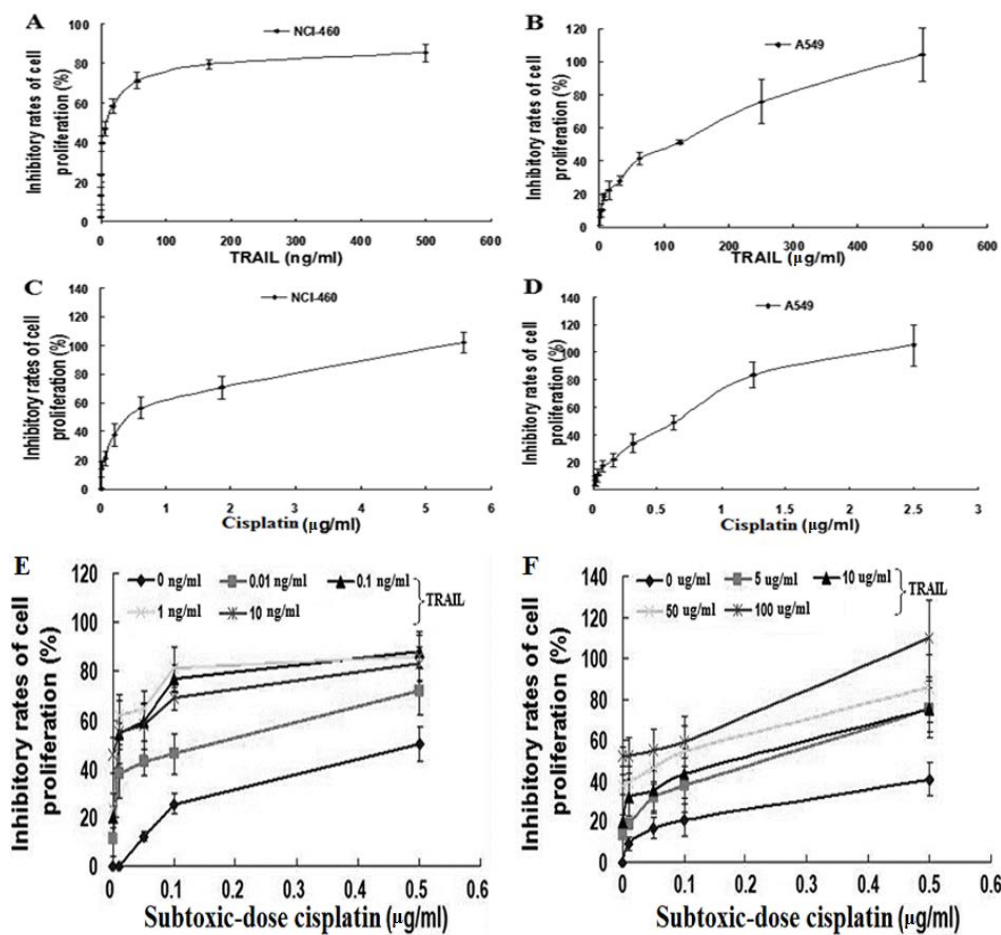 A
NCI-460
Inhibitory rates of cell
proliferation (%)
100
80
60
40
20
0
0 100 200 300 400 500 600
TRAIL (ng/ml)
B
A549
Inhibitory rates of cell
proliferation (%)
120
100
80
60
40
20
0
0 100 200 300 400 500 600
TRAIL (μg/ml)
C
NCI-460
Inhibitory rates of cell
proliferation (%)
140
120
100
80
60
40
20
0
0 1 2 3 4 5 6
Cisplatin (μg/ml)
D
A549
Inhibitory rates of cell
proliferation (%)
140
120
100
80
60
40
20
0
0 0.5 1 1.5 2 2.5 3
Cisplatin (μg/ml)
E
0 ng/ml 0.01 ng/ml 0.1 ng/ml
1 ng/ml 10 ng/ml
TRAIL
Inhibitory rates of cell
proliferation (%)
120
100
80
60
40
20
0
0 0.1 0.2 0.3 0.4 0.5 0.6
Subtoxic-dose cisplatin (μg/ml)
F
0 ug/ml 5 ug/ml 10 ug/ml
50 ug/ml 100 ug/ml
TRAIL
Inhibitory rates of cell
proliferation (%)
140
120
100
80
60
40
20
0
0 0.1 0.2 0.3 0.4 0.5 0.6
Subtoxic-dose cisplatin (μg/ml)